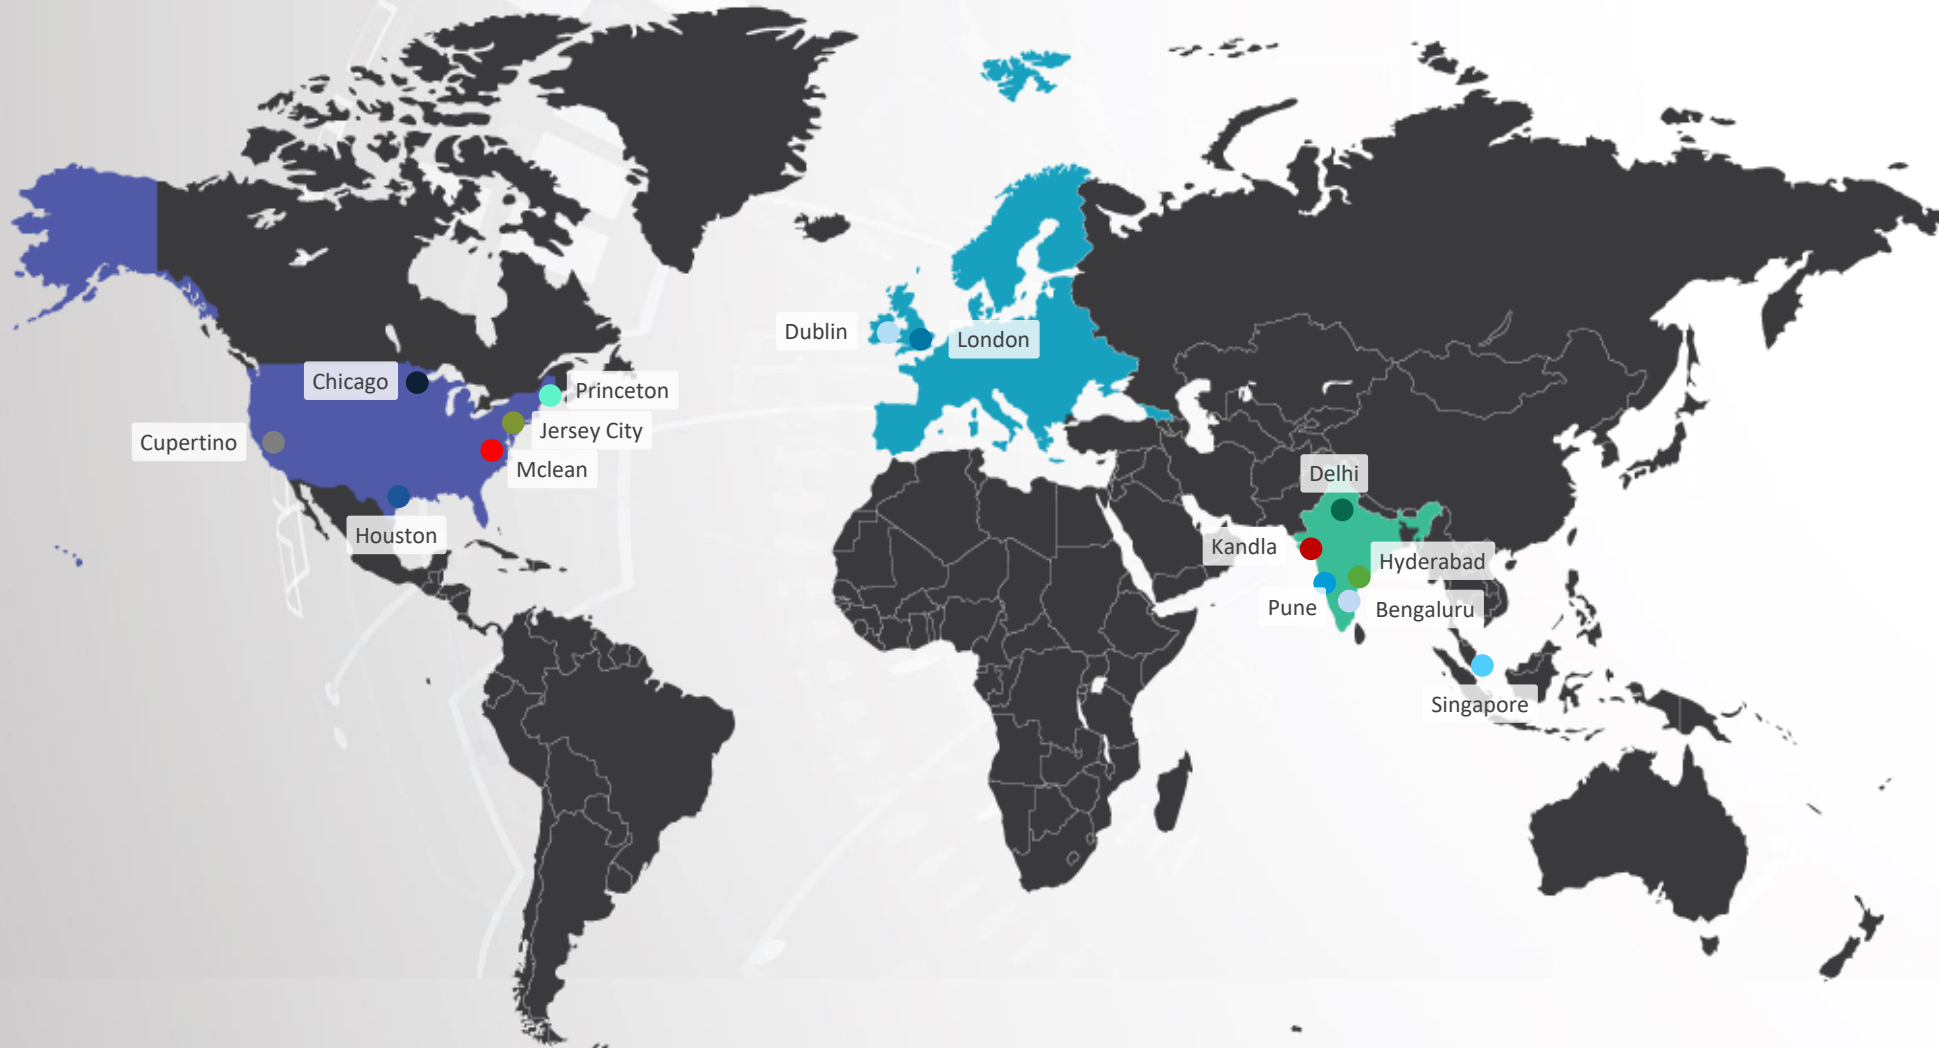 Dublin
London
Chicago
Princeton
Jersey City
Cupertino
Mclean
Delhi
Houston
Kandla
Hyderabad
Pune
Bengaluru
Singapore